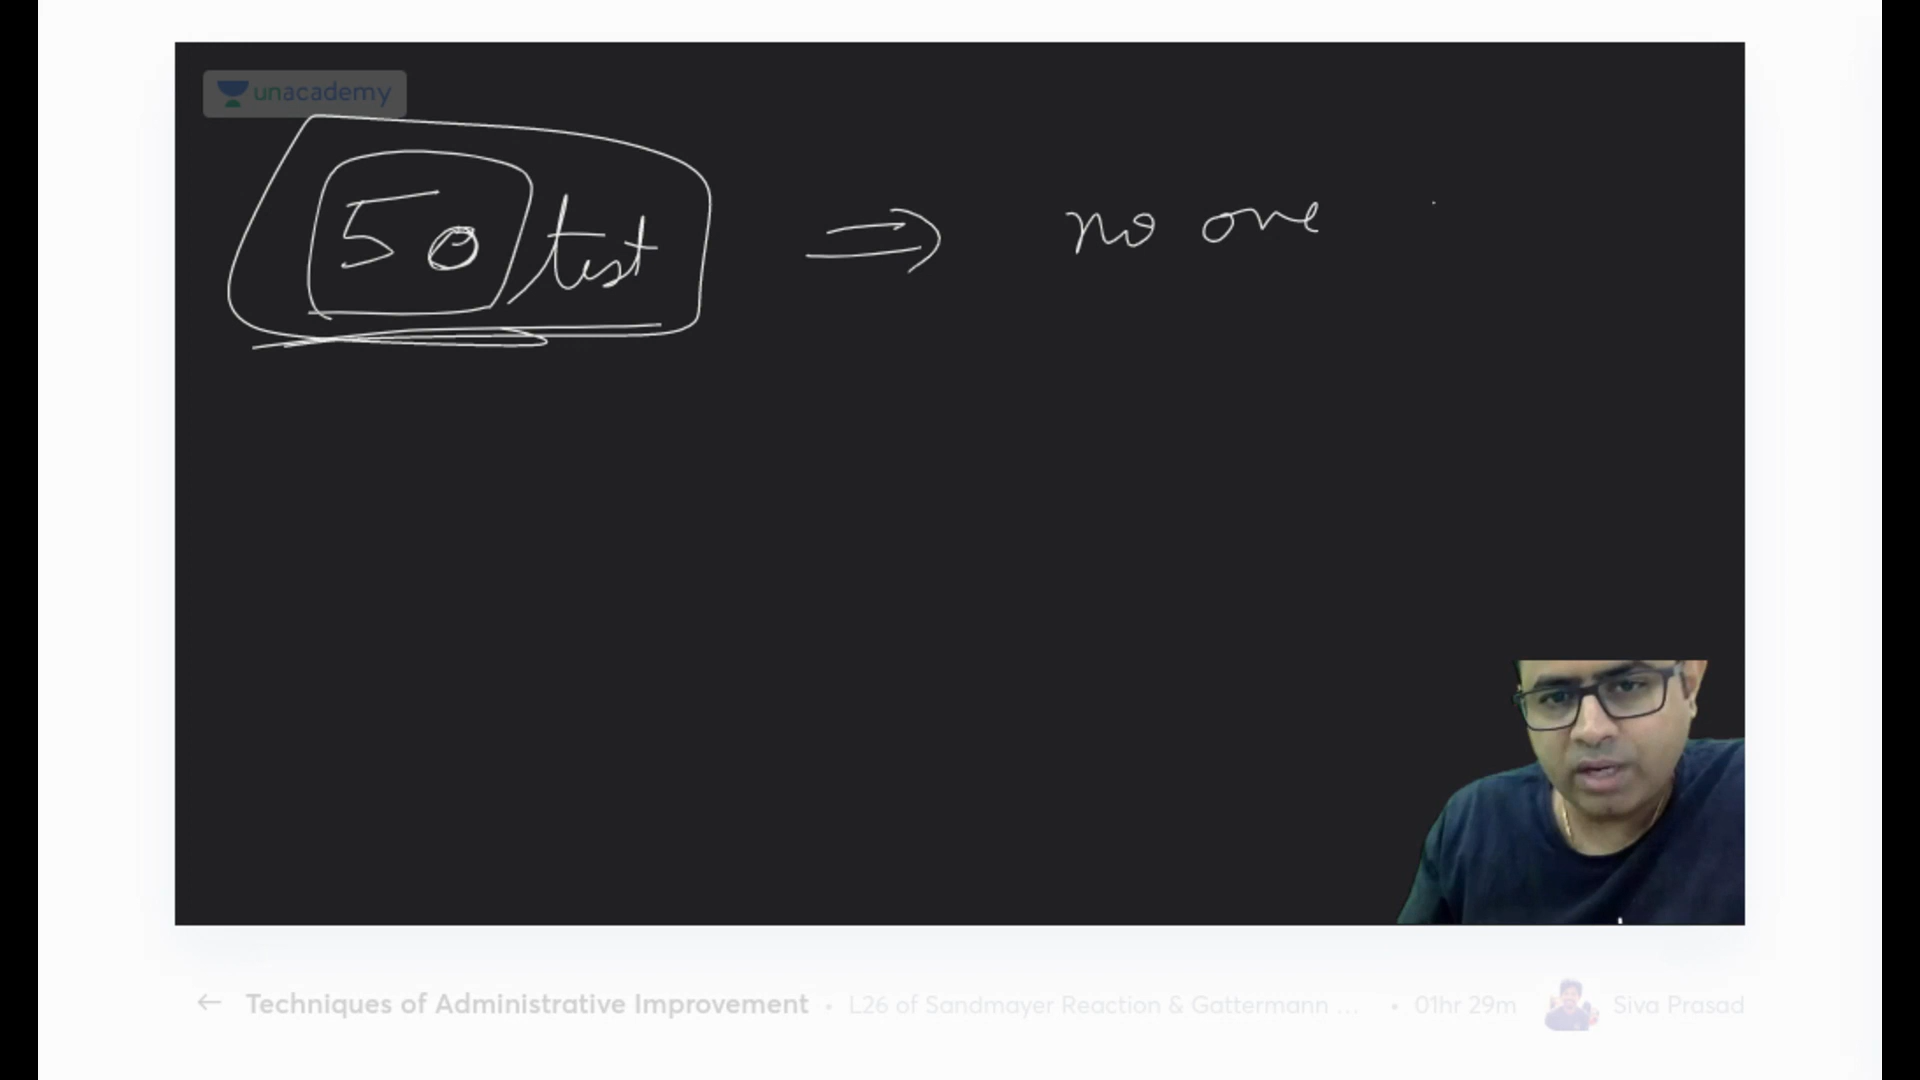 unacademy
50 test ⇒ no one
← Techniques of Administrative Improvement • L26 of Sandmayer Reaction & Gattermann ... • 01hr 29m Siva Prasad